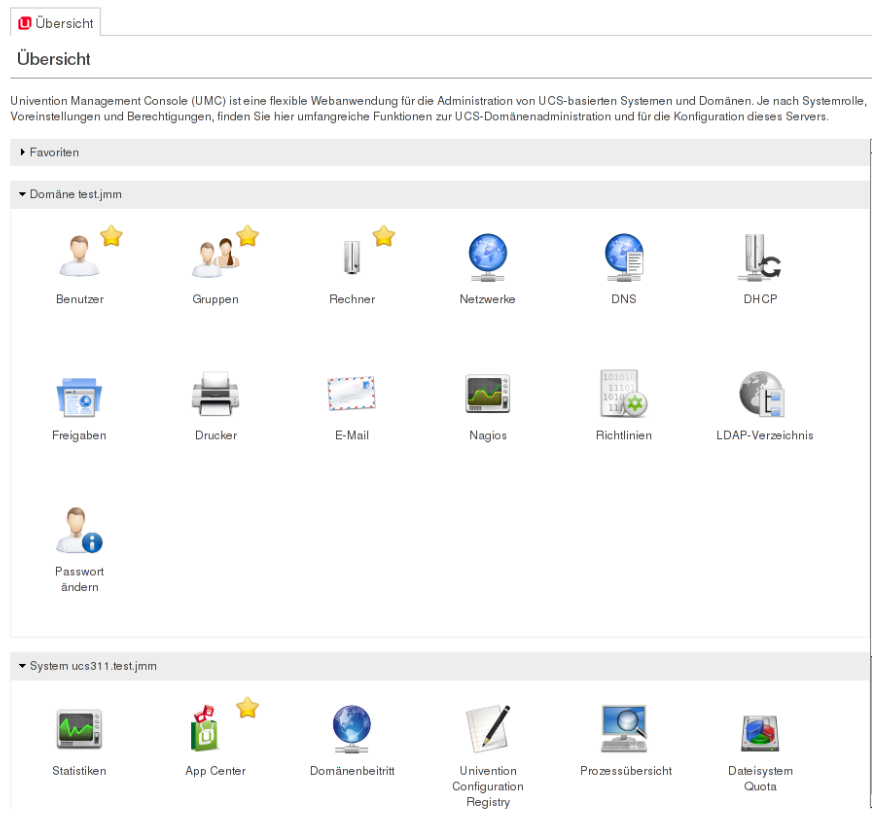 Übersicht
Übersicht
Univention Management Console (UMC) ist eine flexible Webanwendung für die Administration von UCS-basierten Systemen und Domänen. Je nach Systemrolle,
Voreinstellungen und Berechtigungen, finden Sie hier umfangreiche Funktionen zur UCS-Domänenadministration und für die Konfiguration dieses Servers.
Favoriten
Domäne test.jmm
Benutzer Gruppen Rechner Netzwerke DNS DHCP
Freigaben Drucker E-Mail Nagios Richtlinien LDAP-Verzeichnis
Passwort
ändern
System ucs311.test.jmm
Statistiken App Center Domänenbeitritt Univention Prozessübersicht Dateisystem
Configuration Quota
Registry